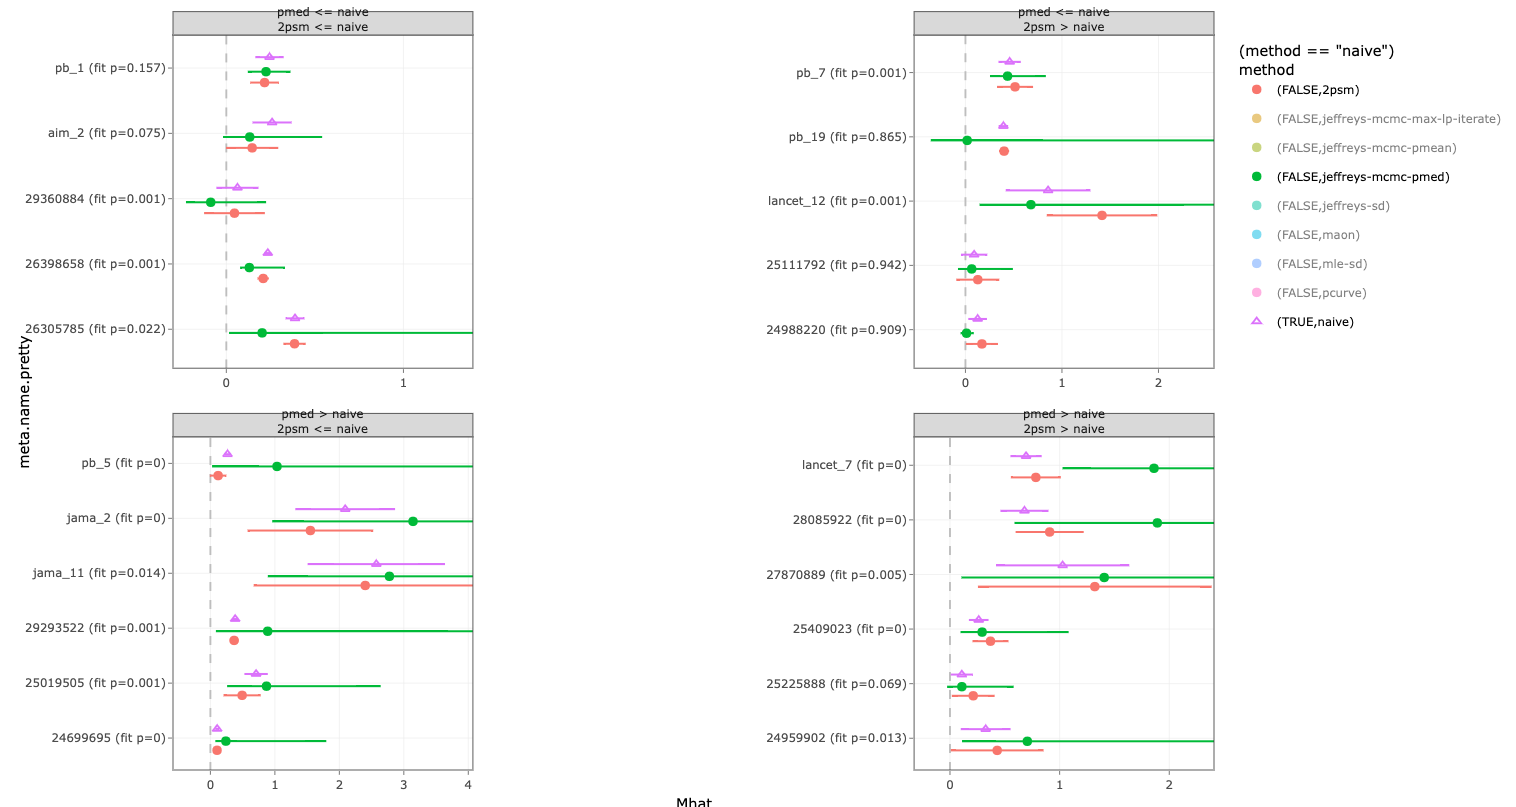 pmed <= naive
2psm <= naive
pb_1 (fit p=0.157)
aim_2 (fit p=0.075)
29360884 (fit p=0.001)
26398658 (fit p=0.001)
26305785 (fit p=0.022)
0
1
pmed <= naive
2psm > naive
pb_7 (fit p=0.001)
pb_19 (fit p=0.865)
lancet_12 (fit p=0.001)
25111792 (fit p=0.942)
24988220 (fit p=0.909)
0
1
2
(method == "naive")
method
(FALSE,2psm)
(FALSE,jeffreys-mcmc-max-lp-iterate)
(FALSE,jeffreys-mcmc-pmean)
(FALSE,jeffreys-mcmc-pmed)
(FALSE,jeffreys-sd)
(FALSE,maon)
(FALSE,mle-sd)
(FALSE,pcurve)
(TRUE,naive)
meta.name.pretty
pmed > naive
2psm <= naive
pb_5 (fit p=0)
jama_2 (fit p=0)
jama_11 (fit p=0.014)
29293522 (fit p=0.001)
25019505 (fit p=0.001)
24699695 (fit p=0)
0
1
2
3
4
pmed > naive
2psm > naive
lancet_7 (fit p=0)
28085922 (fit p=0)
27870889 (fit p=0.005)
25409023 (fit p=0)
25225888 (fit p=0.069)
24959902 (fit p=0.013)
0
1
2
Mhat